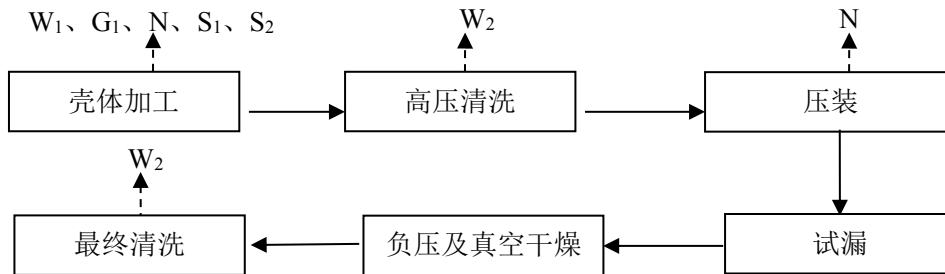 W₁、G₁、N、S₁、S₂
W₂
N
壳体加工
高压清洗
压装
W₂
最终清洗
负压及真空干燥
试漏